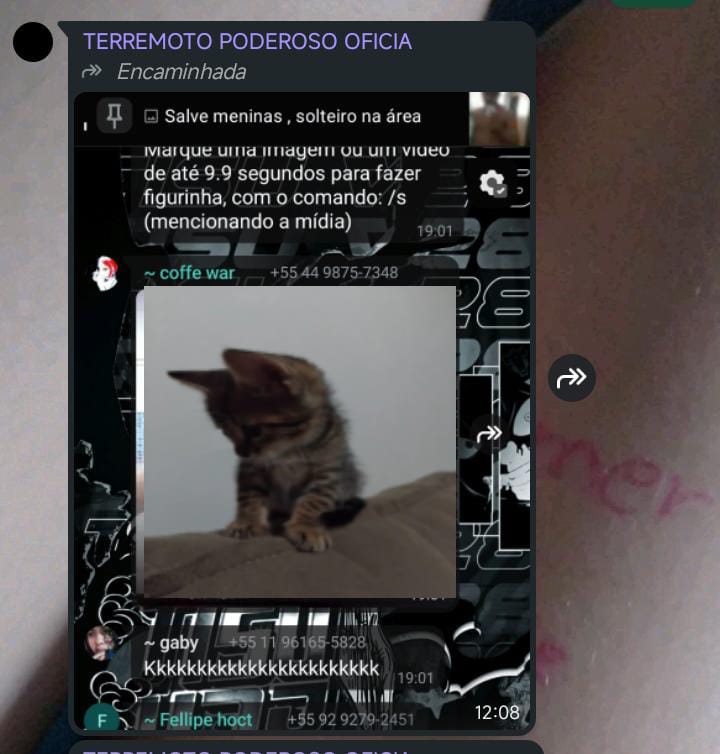 TERREMOTO PODEROSO OFICIA
Encaminhada
Salve meninas , solteiro na área
Marque uma imagem ou um vídeo
de até 9.9 segundos para fazer
figurinha, com o comando: /s
(mencionando a mídia)
19:01
~ coffe war +55 44 9875-7348
~ gaby +55 11 96165-5828
Kkkkkkkkkkkkkkkkkkkkkkk
19:01
F ~ Fellipe hoct +55 92 9279-2451
12:08